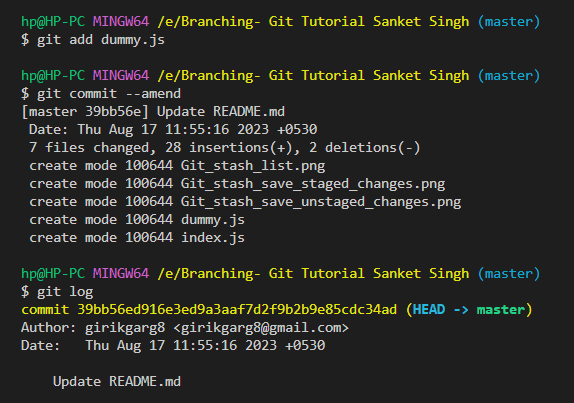 hp@HP-PC MINGW64 /e/Branching- Git Tutorial Sanket Singh (master)
$ git add dummy.js
hp@HP-PC MINGW64 /e/Branching- Git Tutorial Sanket Singh (master)
$ git commit --amend
[master 39bb56e] Update README.md
 Date: Thu Aug 17 11:55:16 2023 +0530
 7 files changed, 28 insertions(+), 2 deletions(-)
 create mode 100644 Git_stash_list.png
 create mode 100644 Git_stash_save_staged_changes.png
 create mode 100644 Git_stash_save_unstaged_changes.png
 create mode 100644 dummy.js
 create mode 100644 index.js
hp@HP-PC MINGW64 /e/Branching- Git Tutorial Sanket Singh (master)
$ git log
commit 39bb56ed916e3ed9a3aaf7d2f9b2b9e85cdc34ad (HEAD -> master)
Author: girikgarg8 <girikgarg8@gmail.com>
Date:   Thu Aug 17 11:55:16 2023 +0530
    Update README.md